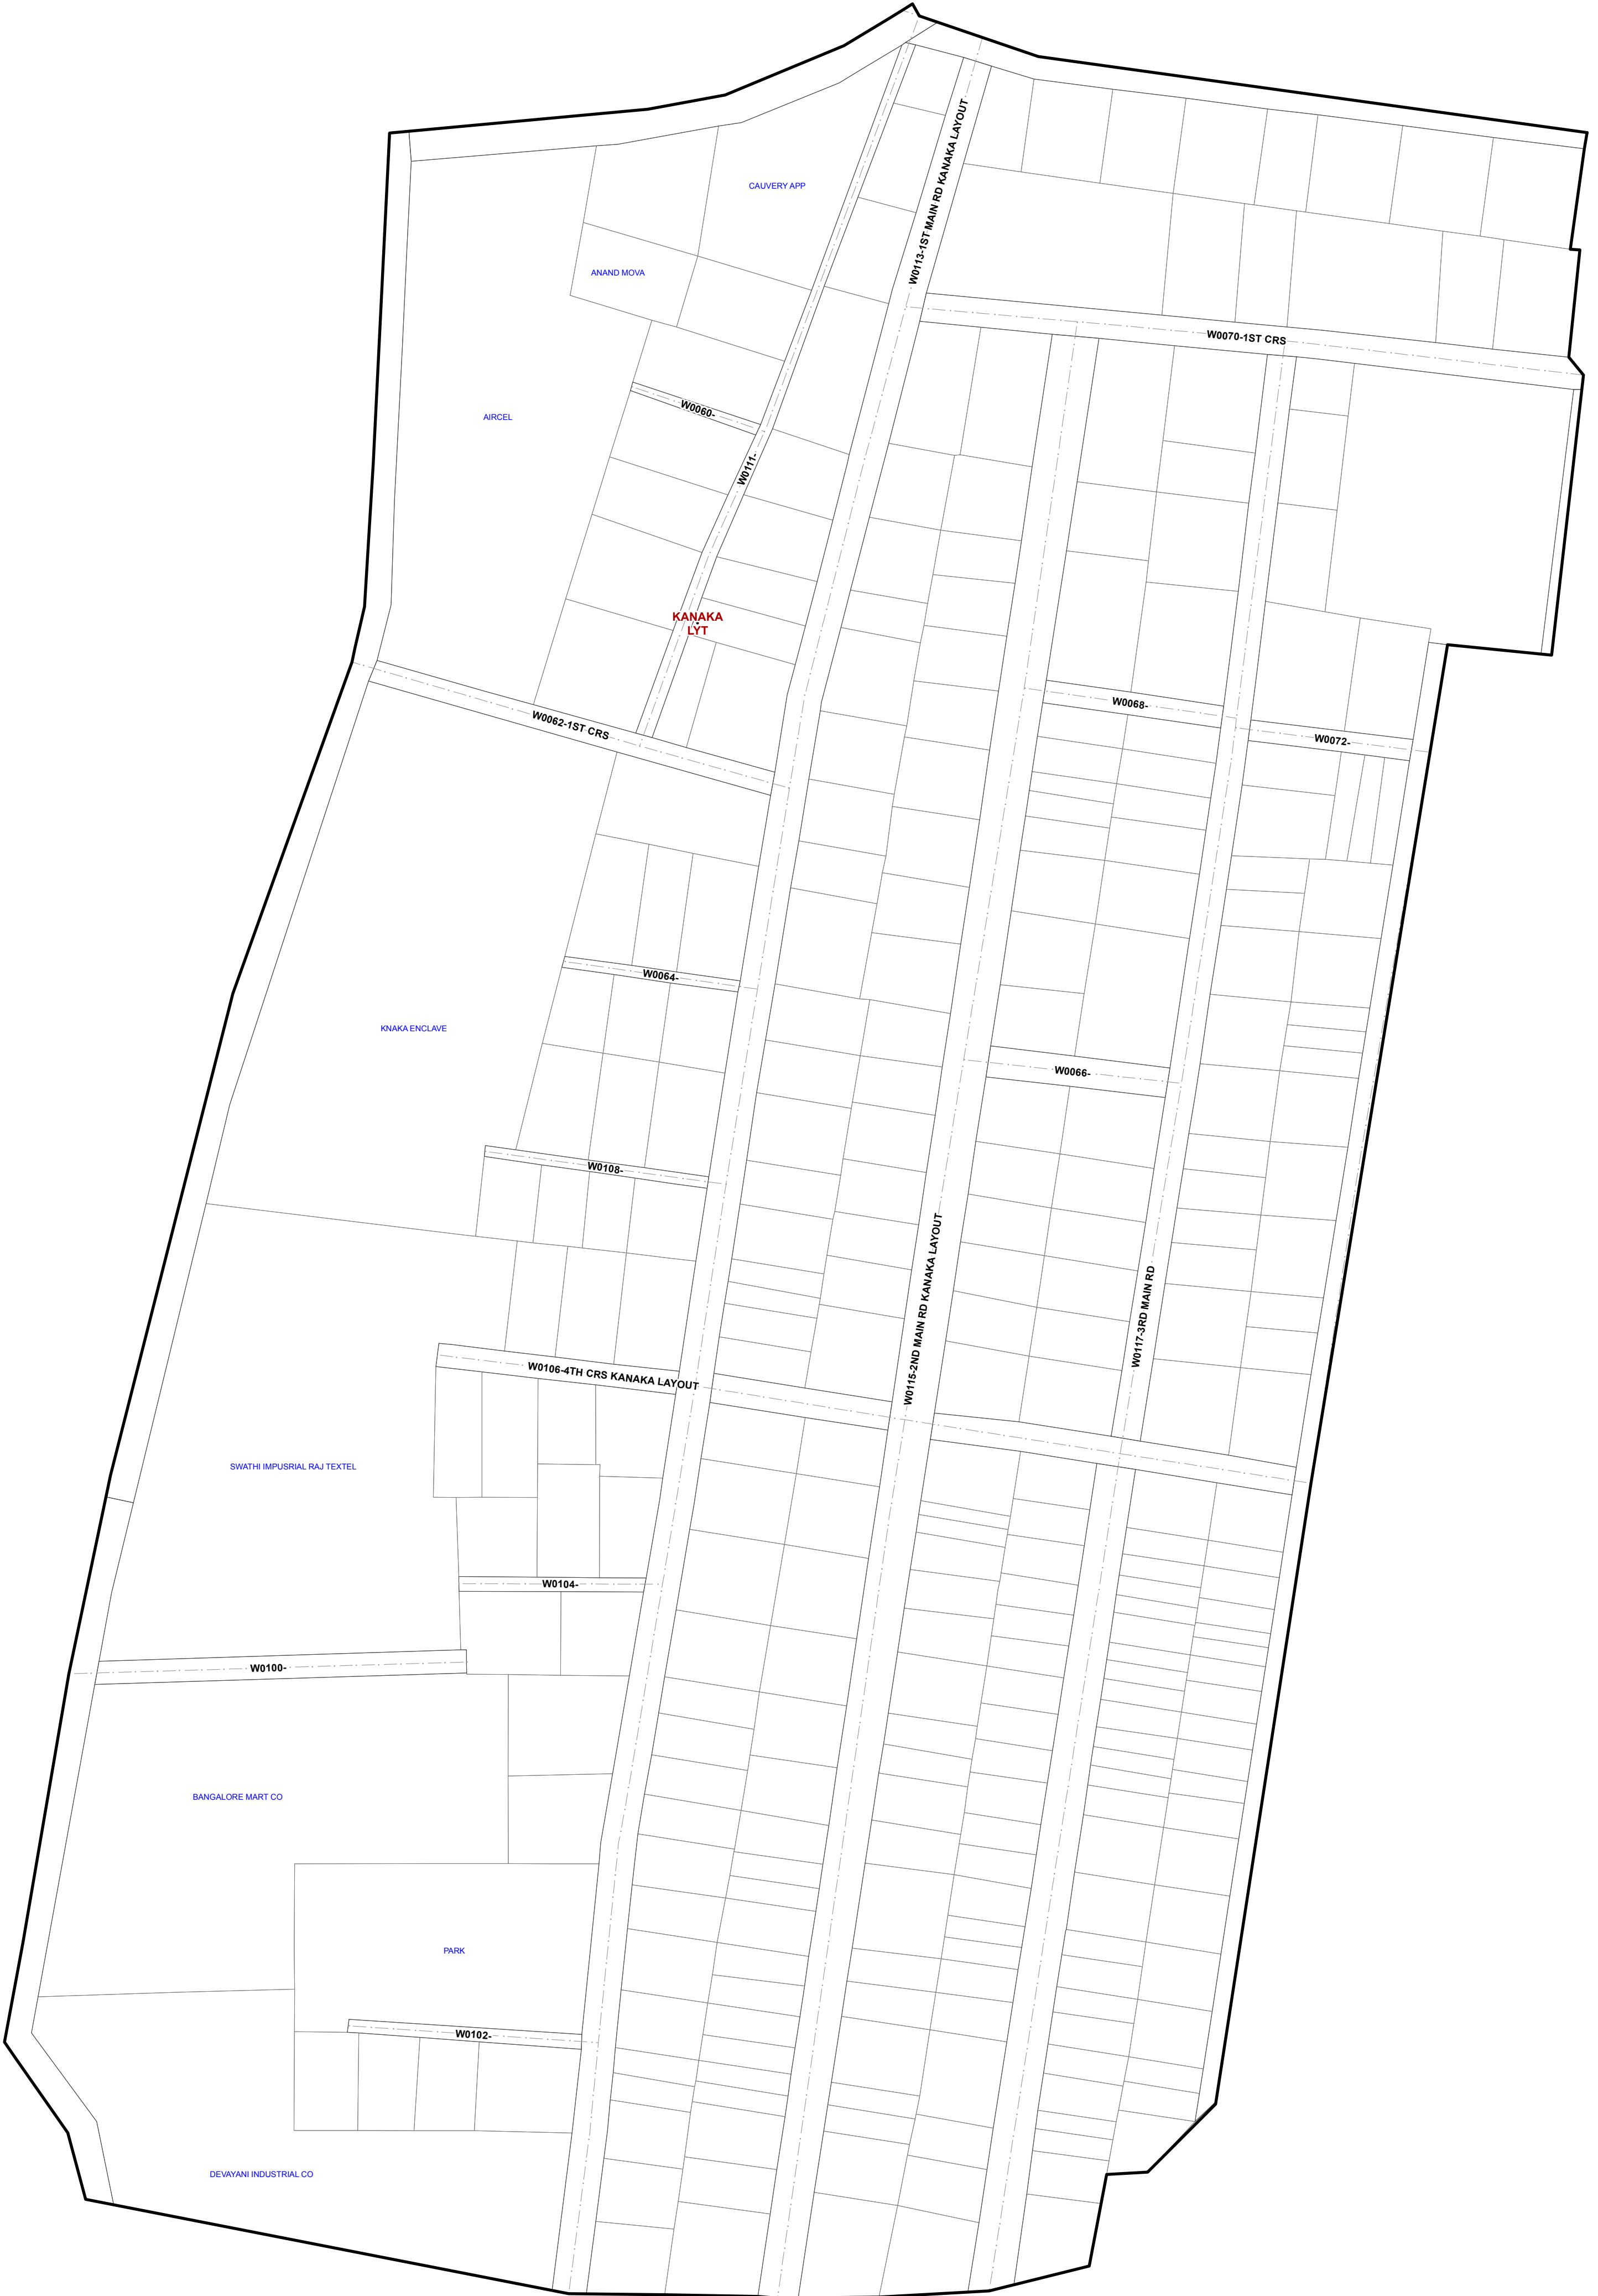 W0113-1ST MAIN RD KANAKA LAYOUT
CAUVERY APP
ANAND MOVA
W0070-1ST CRS
AIRCEL
W0060-
W0111-
KANAKA
LYT
W0068-
W0062-1ST CRS
W0072-
W0064-
KNAKA ENCLAVE
W0066-
W0108-
W0115-2ND MAIN RD KANAKA LAYOUT
W0117-3RD MAIN RD
W0106-4TH CRS KANAKA LAYOUT
SWATHI IMPUSRIAL RAJ TEXTEL
W0104-
W0100-
BANGALORE MART CO
PARK
W0102-
DEVAYANI INDUSTRIAL CO